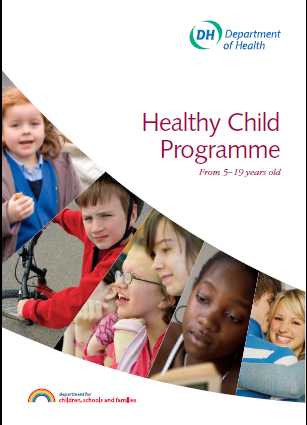 DH Department
of Health
Healthy Child
Programme
From 5–19 years old
department for
children, schools and families